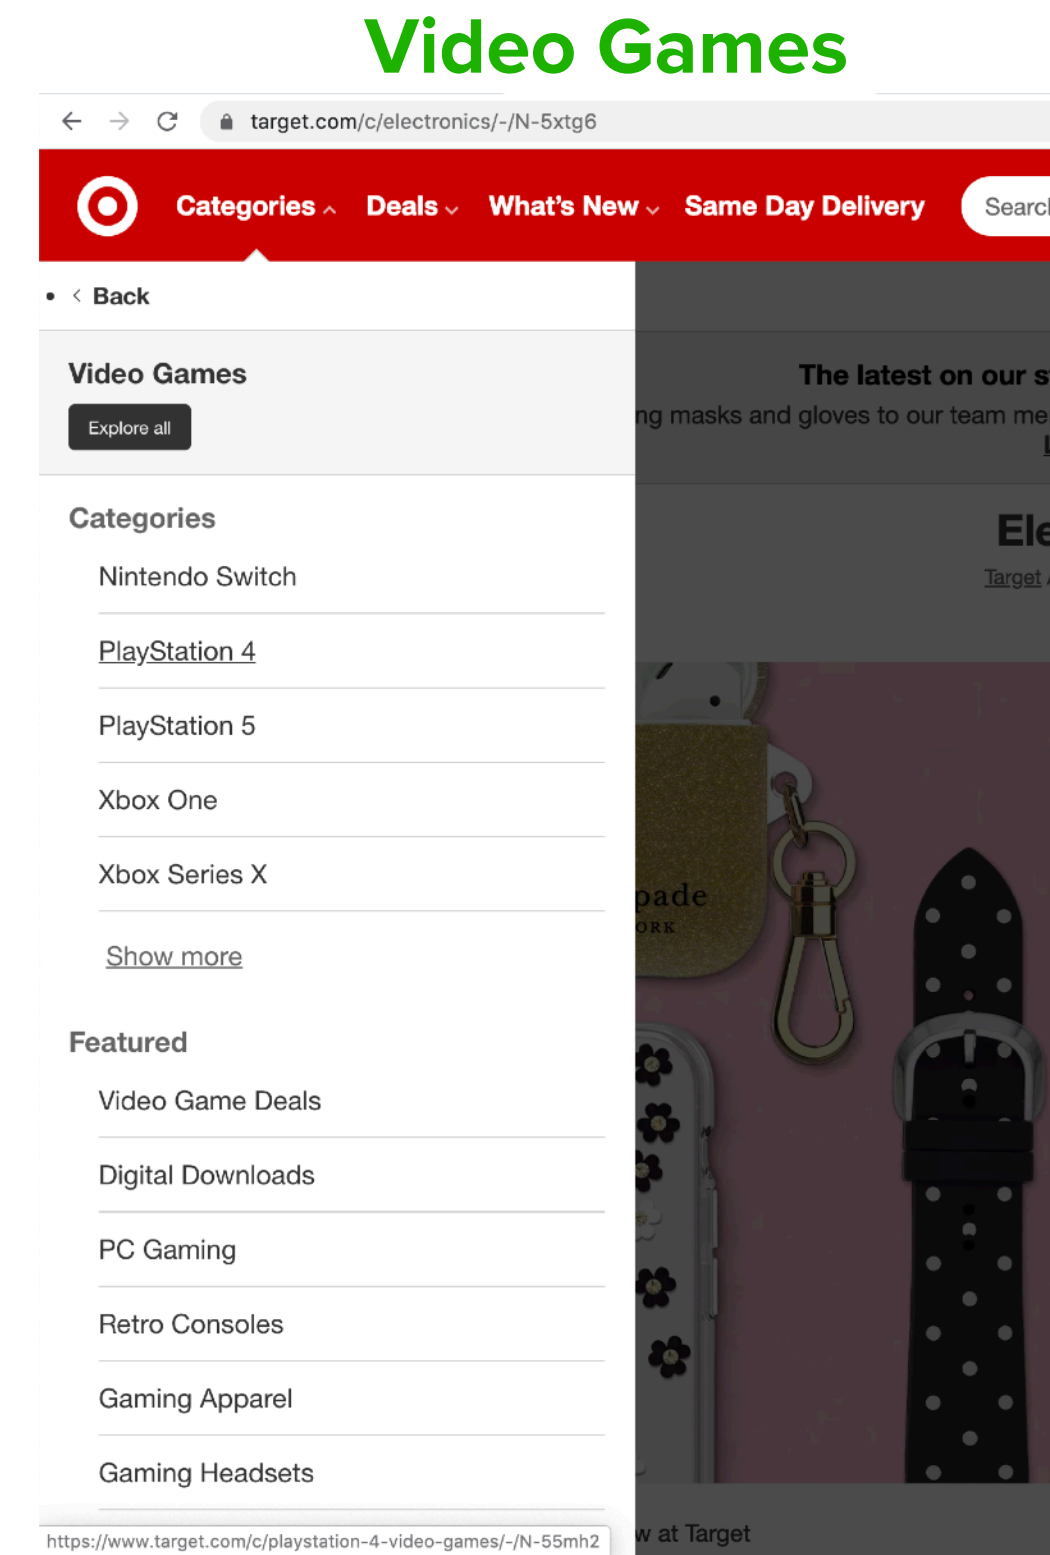 Video Games
target.com/c/electronics/-/N-5xtg6
Categories Deals What's New Same Day Delivery Search
Back
Video Games
Explore all
The latest on our
masks and gloves to our team
Categories
Nintendo Switch
Target
PlayStation 4
PlayStation 5
Xbox One
Xbox Series X
Show more
Featured
Video Game Deals
Digital Downloads
PC Gaming
Retro Consoles
Gaming Apparel
Gaming Headsets
https://www.target.com/c/playstation-4-video-games/-/N-55mh2
at Target